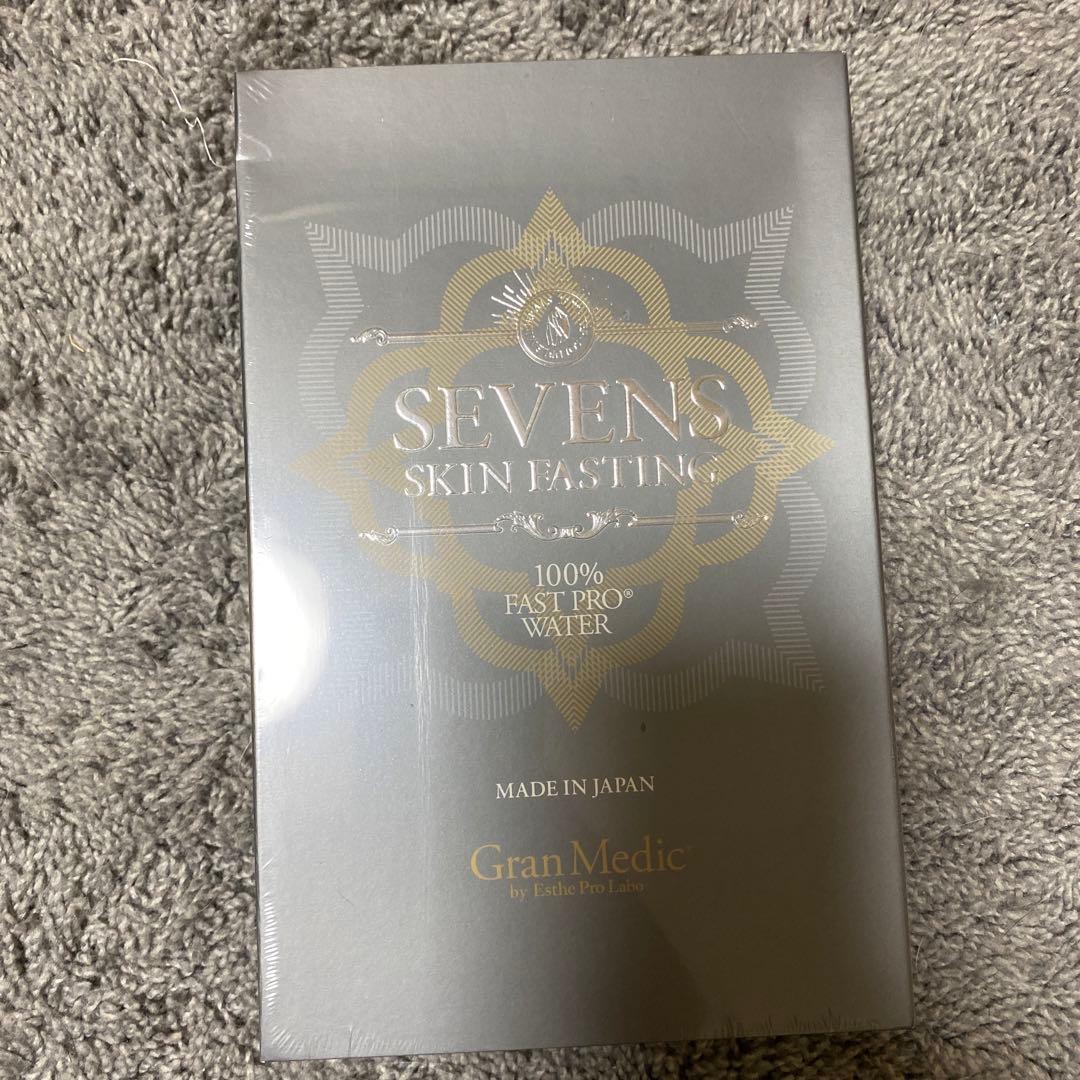 SEVENS
SKIN FASTING
100%
FAST PRO®
WATER
MADE IN JAPAN
Gran Medic
by Esthe Pro Labo